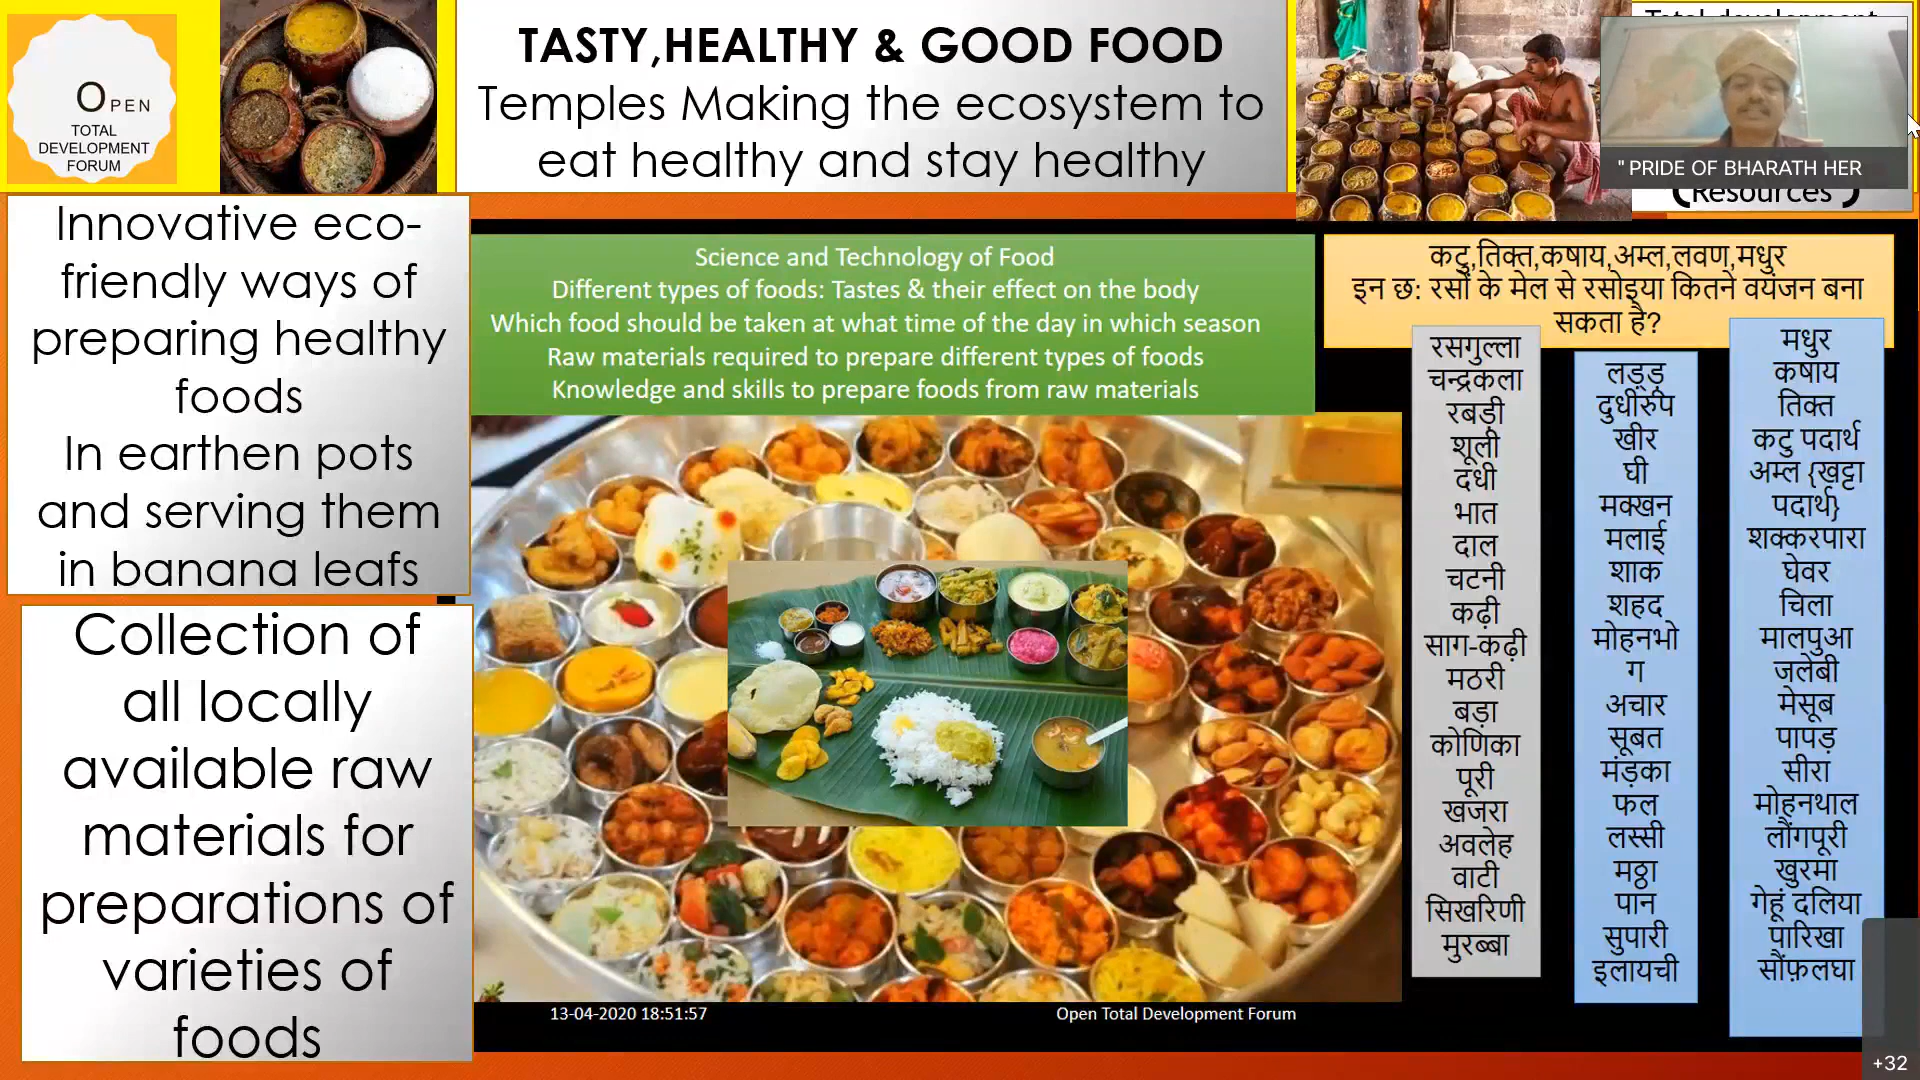 OPEN
TOTAL
DEVELOPMENT
FORUM
TASTY,HEALTHY & GOOD FOOD
Temples Making the ecosystem to
eat healthy and stay healthy
Total development
" PRIDE OF BHARATH HER
(Resources )
Innovative eco-
friendly ways of
preparing healthy
foods
In earthen pots
and serving them
in banana leafs
Collection of
all locally
available raw
materials for
preparations of
varieties of
foods
Science and Technology of Food
Different types of foods: Tastes & their effect on the body
Which food should be taken at what time of the day in which season
Raw materials required to prepare different types of foods
Knowledge and skills to prepare foods from raw materials
कटु,तिक्त,कषाय,अम्ल,लवण,मधुर
इन छ: रसों के मेल से रसोइया कितने वयंजन बना
सकता है?
रसगुल्ला
चन्द्रकला
रबड़ी
शूली
दधी
भात
दाल
चटनी
कढ़ी
साग-कढ़ी
मठरी
बड़ा
कोणिका
पूरी
खजरा
अवलेह
वाटी
सिखरिणी
मुरब्बा
लड़्ड़ु
दुधीरुप
खीर
घी
मक्खन
मलाई
शाक
शहद
मोहनभो
ग
अचार
सूबत
मंड़का
फल
लस्सी
मठ्ठा
पान
सुपारी
इलायची
मधुर
कषाय
तिक्त
कटु पदार्थ
अम्ल {खट्टा
पदार्थ}
शक्करपारा
घेवर
चिला
मालपुआ
जलेबी
मेसूब
पापड़
सीरा
मोहनथाल
लौंगपूरी
खुरमा
गेहूं दलिया
पारिखा
सौंफ़लघा
13-04-2020 18:51:57
Open Total Development Forum
+32